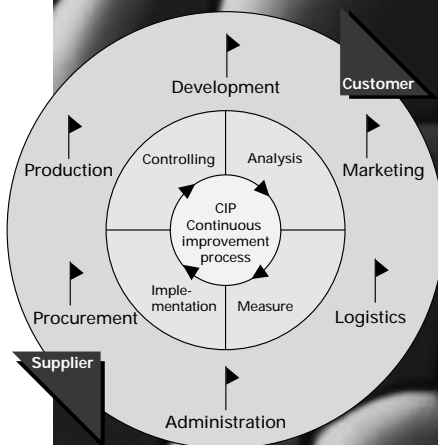 Customer
Development
Production
Marketing
Controlling
Analysis
CIP
Continuous
improvement
process
Imple-
mentation
Measure
Procurement
Logistics
Supplier
Administration